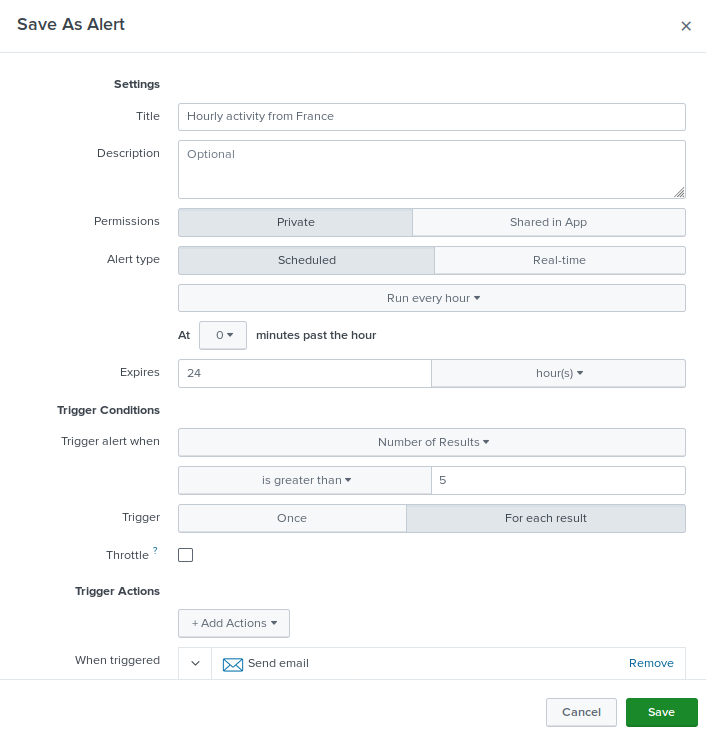 Save As Alert ×
Settings
Title Hourly activity from France
Description Optional
Permissions Private Shared in App
Alert type Scheduled Real-time
Run every hour
At 0 minutes past the hour
Expires 24 hour(s)
Trigger Conditions
Trigger alert when Number of Results
is greater than 5
Trigger Once For each result
Throttle ?
Trigger Actions
+ Add Actions
When triggered Send email Remove
Cancel Save